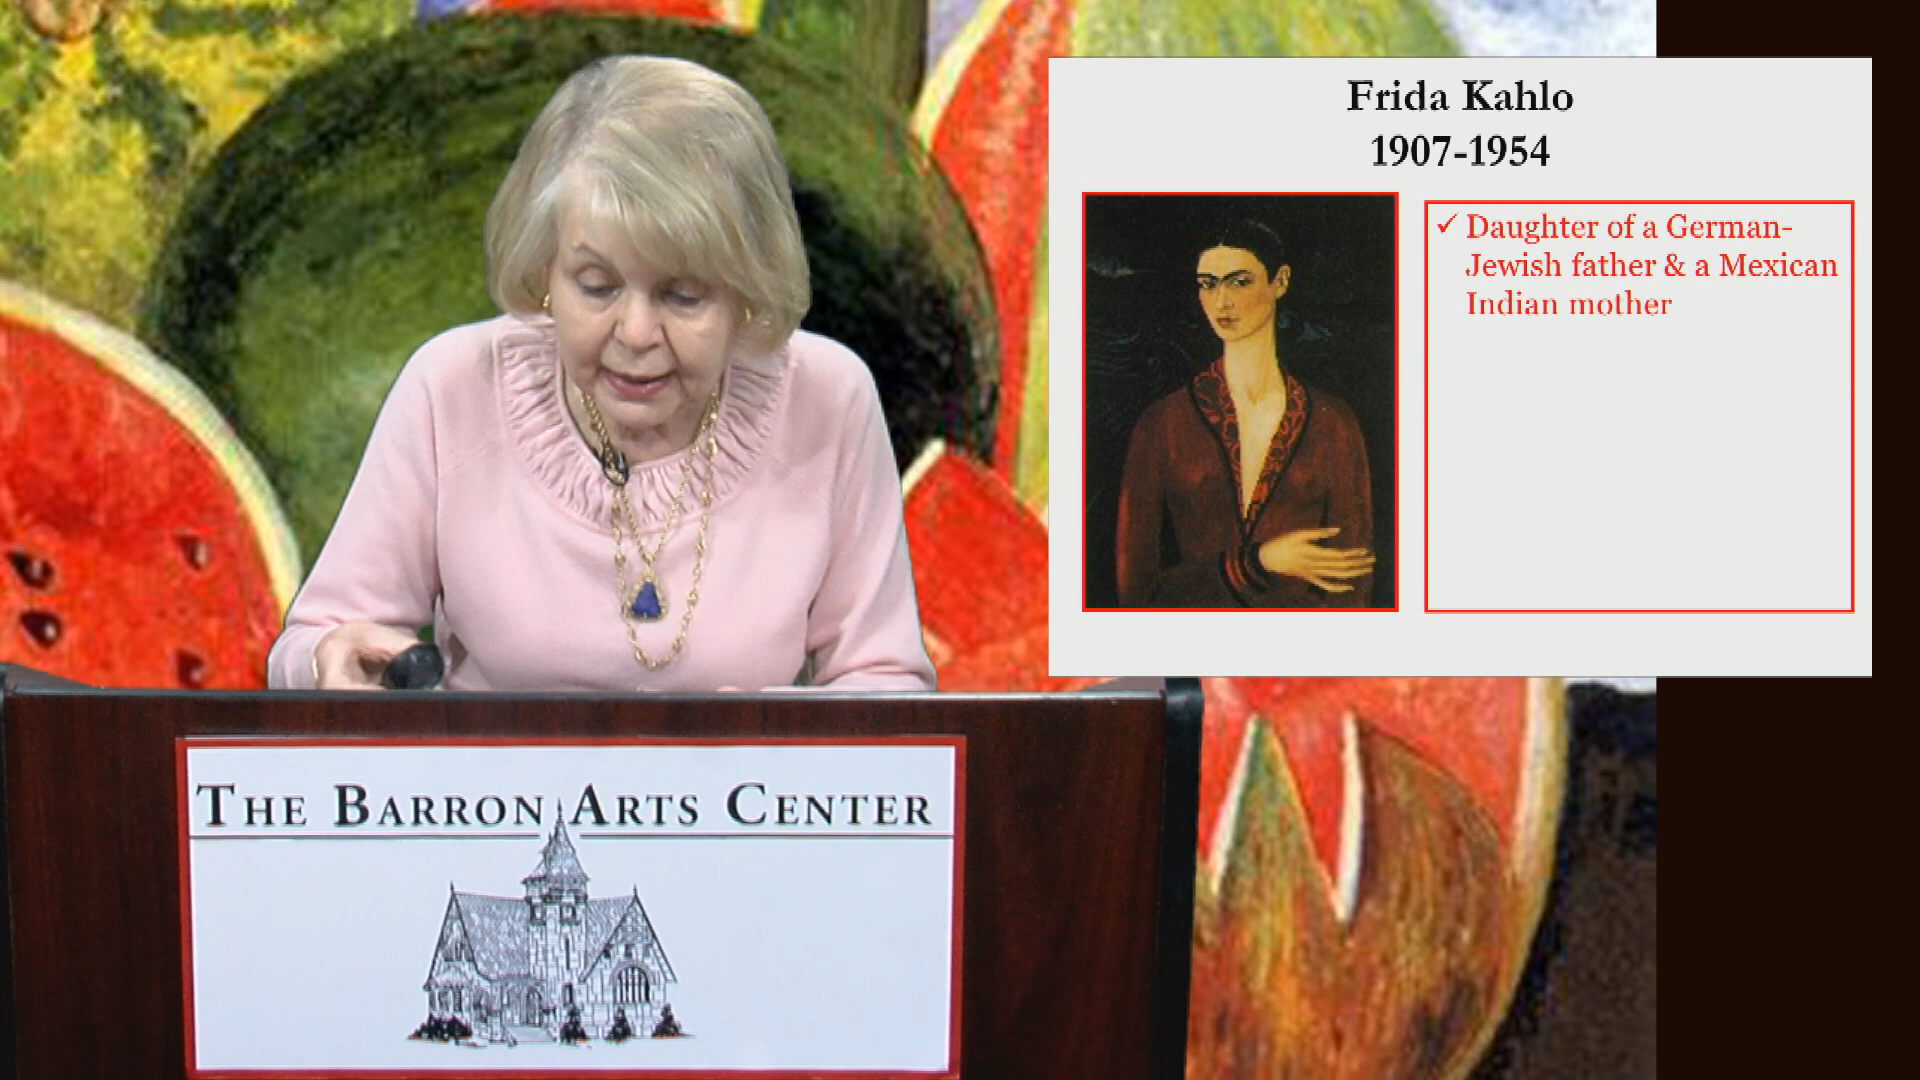 Frida Kahlo
1907-1954
✓ Daughter of a German-
Jewish father & a Mexican
Indian mother
THE BARRON ARTS CENTER